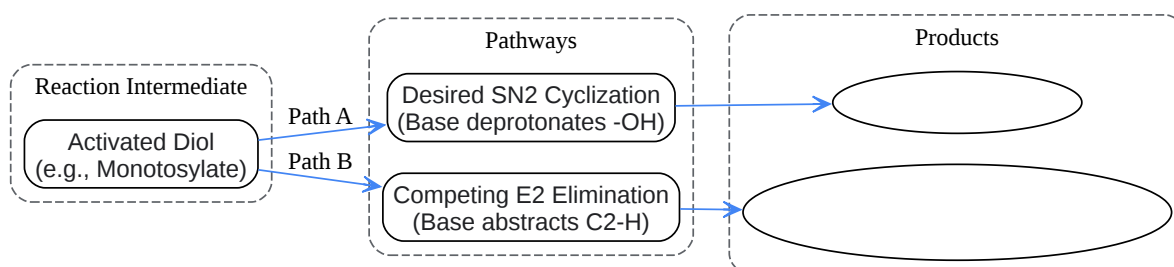 Reaction Intermediate
Activated Diol
(e.g., Monotosylate)
Path A
Path B
Pathways
Desired SN2 Cyclization
(Base deprotonates -OH)
Competing E2 Elimination
(Base abstracts C2-H)
Products